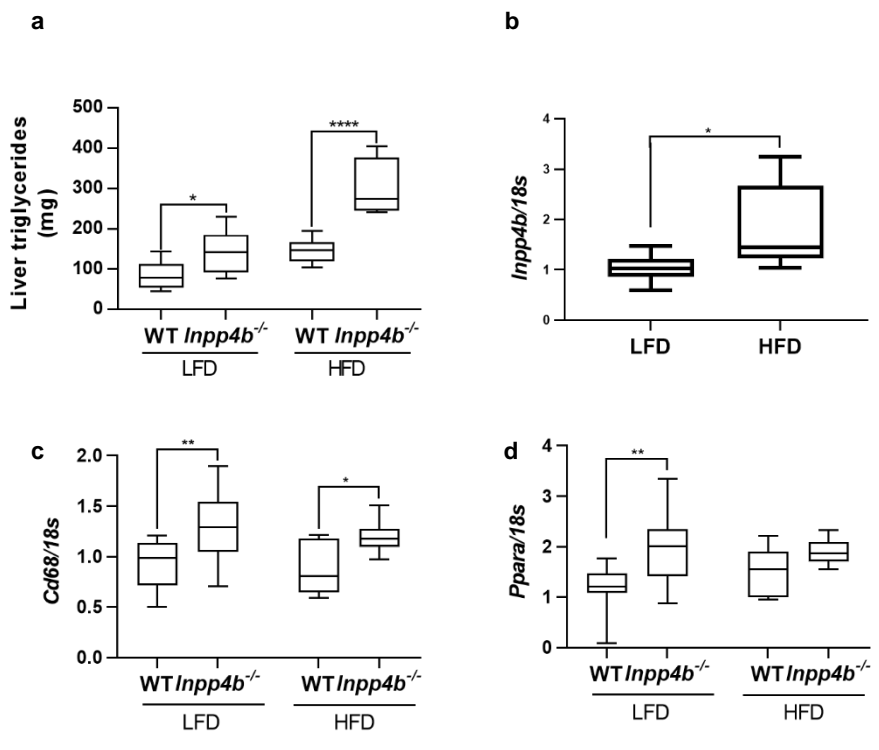 a
Liver triglycerides
(mg)
500
400
300
200
100
0
*
****
WT Inpp4b-/- WT Inpp4b-/-
LFD HFD
b
Inpp4b/18s
4
3
2
1
0
*
LFD HFD
c
Cd68/18s
2.0
1.5
1.0
0.5
0.0
**
*
WT Inpp4b-/- WT Inpp4b-/-
LFD HFD
d
Ppara/18s
4
3
2
1
0
**
WT Inpp4b-/- WT Inpp4b-/-
LFD HFD